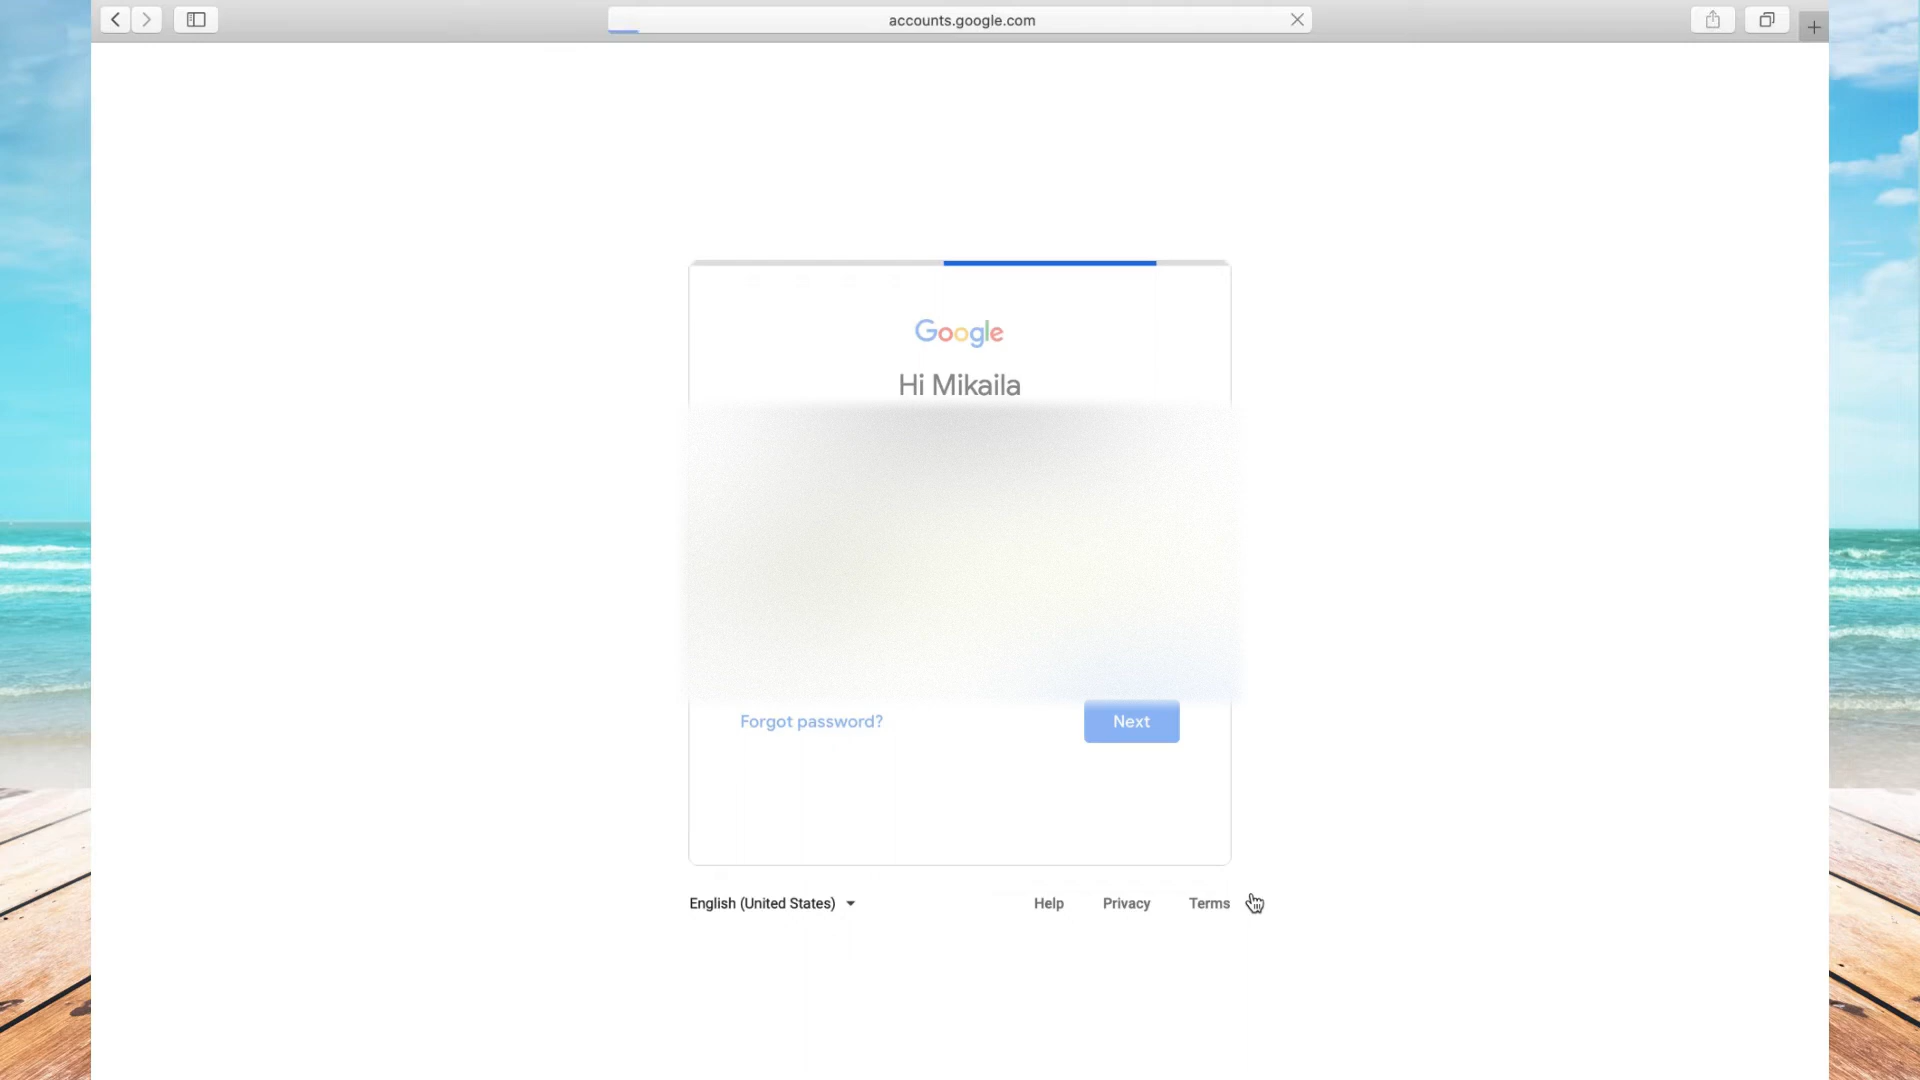 accounts.google.com
Google
Hi Mikaila
Forgot password?
Next
English (United States)
Help
Privacy
Terms